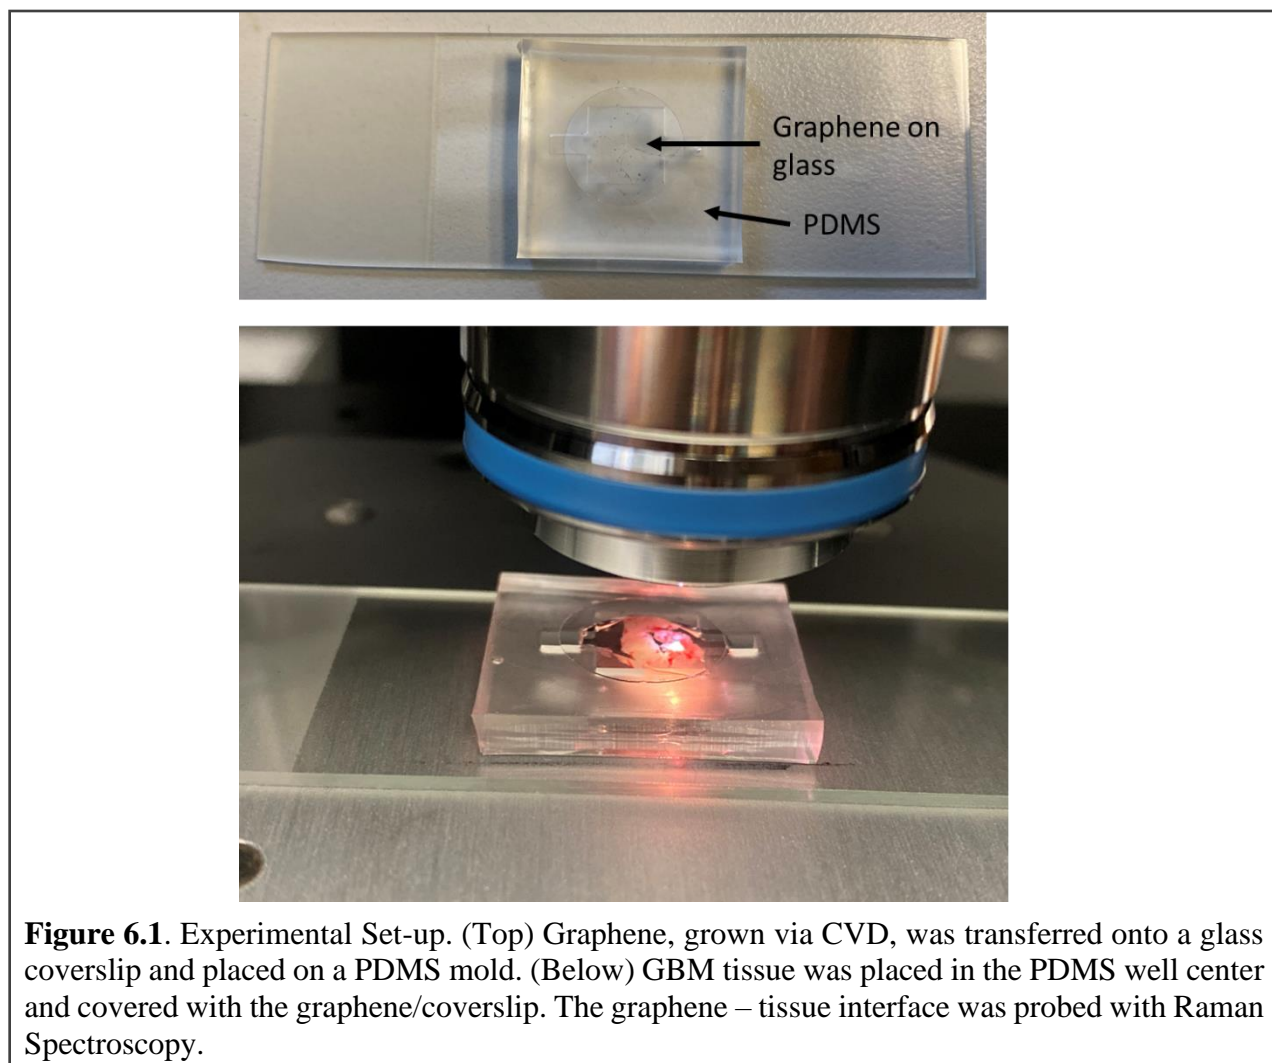 Graphene on
glass
PDMS
Figure 6.1. Experimental Set-up. (Top) Graphene, grown via CVD, was transferred onto a glass
coverslip and placed on a PDMS mold. (Below) GBM tissue was placed in the PDMS well center
and covered with the graphene/coverslip. The graphene – tissue interface was probed with Raman
Spectroscopy.